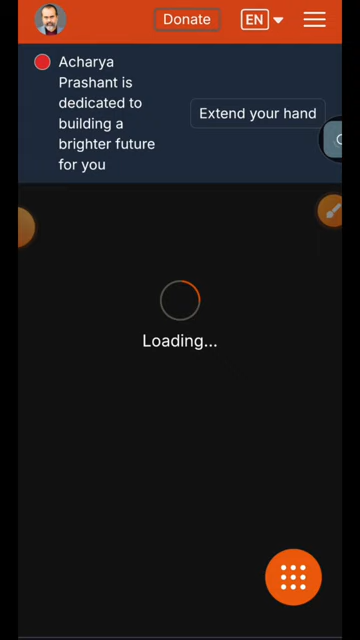 Donate
EN
Acharya
Prashant is
dedicated to
building a
brighter future
for you
Extend your hand
Loading...